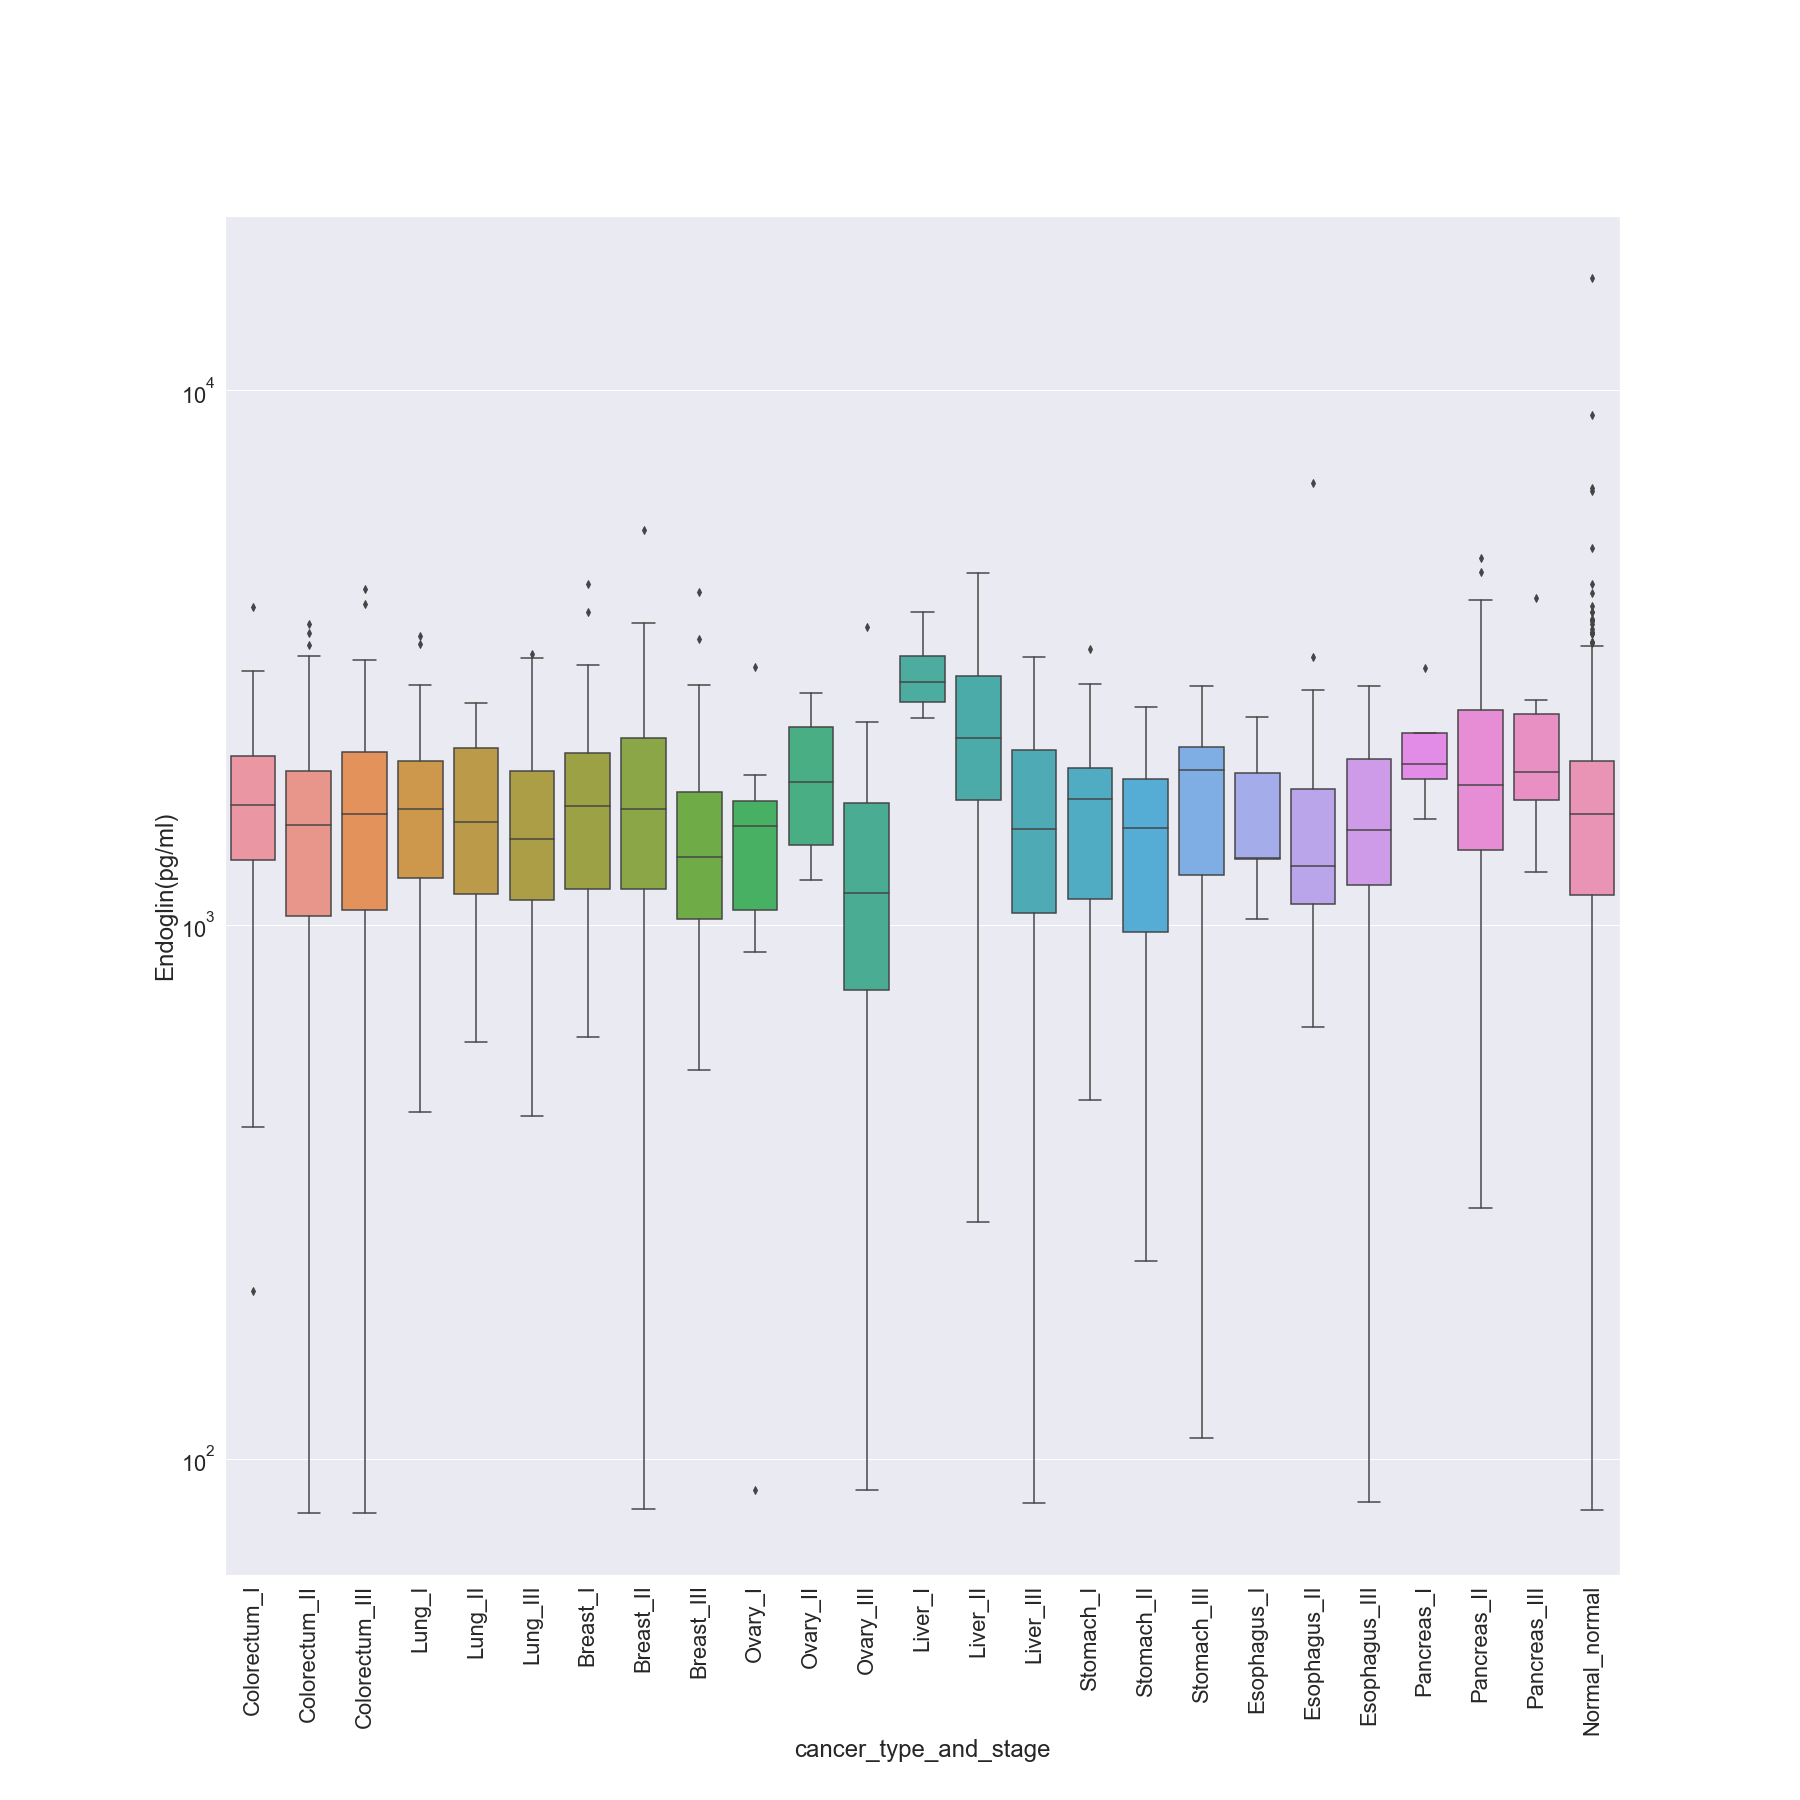 10^4
10^3
10^2
Endoglin(pg/ml)
Colorectum_I
Colorectum_II
Colorectum_III
Lung_I
Lung_II
Lung_III
Breast_I
Breast_II
Breast_III
Ovary_I
Ovary_II
Ovary_III
Liver_I
Liver_II
Liver_III
Stomach_I
Stomach_II
Stomach_III
Esophagus_I
Esophagus_II
Esophagus_III
Pancreas_I
Pancreas_II
Pancreas_III
Normal_normal
cancer_type_and_stage